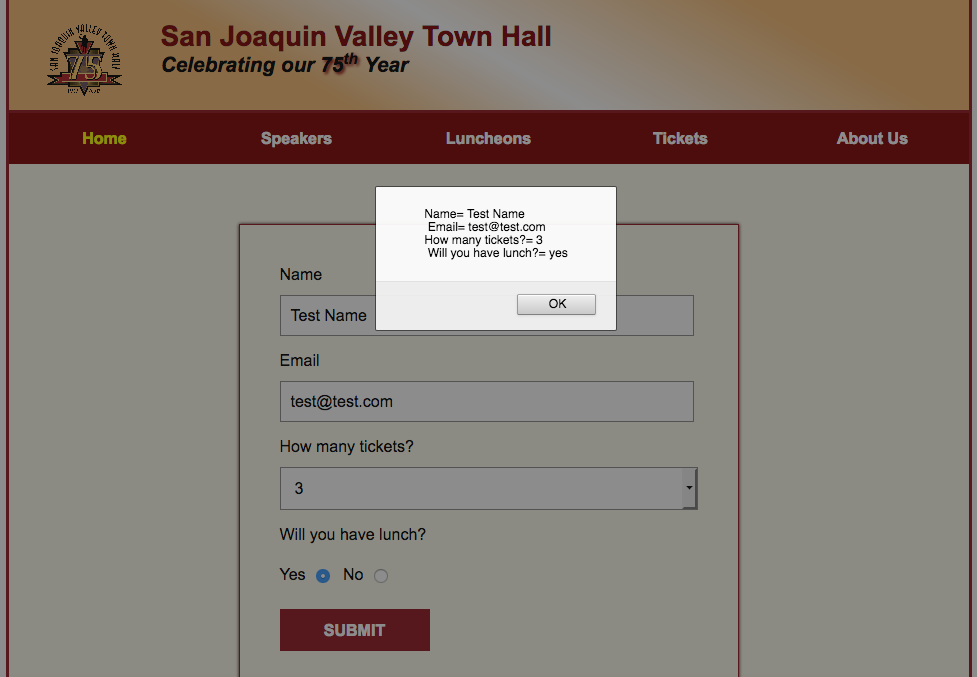 SAN JOAQUIN VALLEY TOWN HALL
75
San Joaquin Valley Town Hall
Celebrating our 75th Year
Home Speakers Luncheons Tickets About Us
Name= Test Name
Email= test@test.com
How many tickets?= 3
Will you have lunch?= yes
OK
Name
Test Name
Email
test@test.com
How many tickets?
3
Will you have lunch?
Yes No
SUBMIT